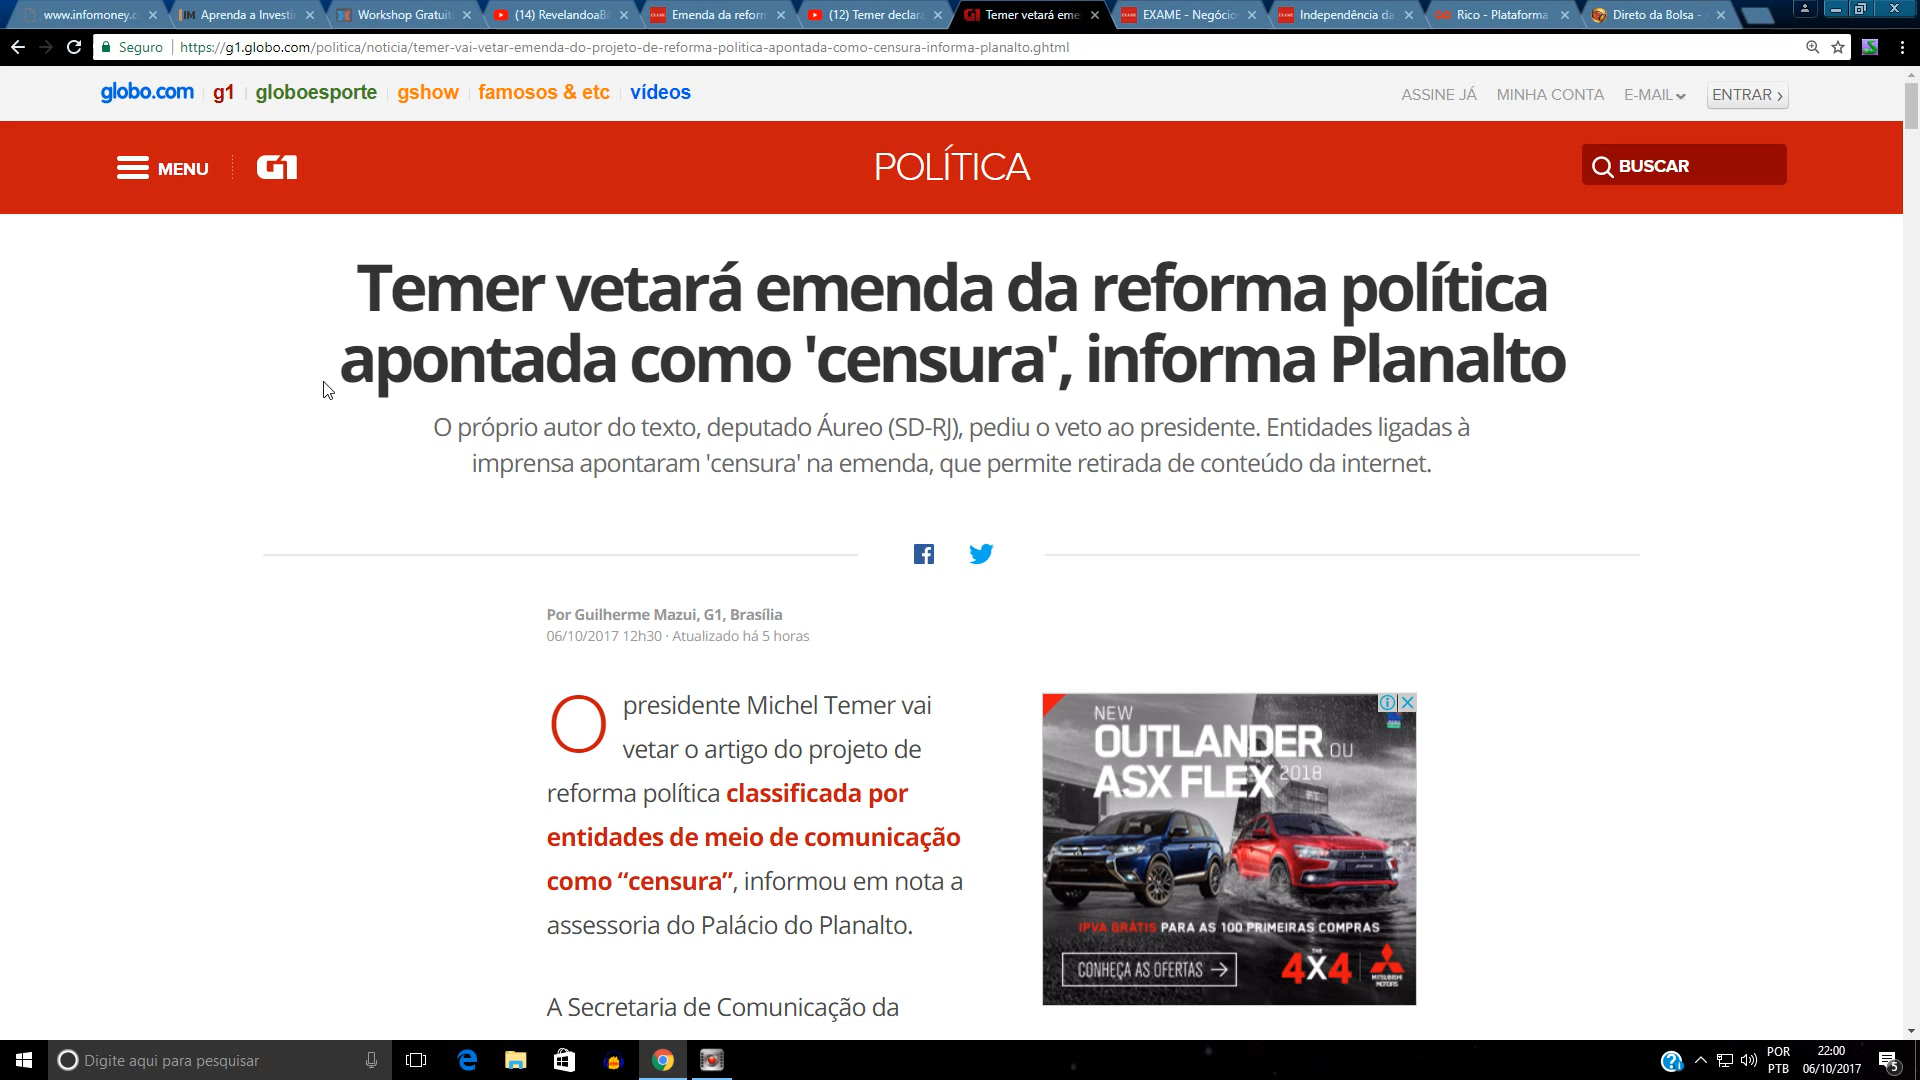 www.infomoney.c
Aprenda a Investi
Workshop Gratuit
(14) RevelandoaB
Emenda da reform
(12) Temer declara
Temer vetará eme
EXAME - Negócio
Independência da
Rico - Plataforma
Direto da Bolsa -
Seguro
https://g1.globo.com/politica/noticia/temer-vai-vetar-emenda-do-projeto-de-reforma-politica-apontada-como-censura-informa-planalto.ghtml
globo.com g1 globoesporte gshow famosos & etc vídeos
ASSINE JÁ MINHA CONTA E-MAIL ENTRAR ›
MENU G1
POLÍTICA
BUSCAR
Temer vetará emenda da reforma política
apontada como 'censura', informa Planalto
O próprio autor do texto, deputado Áureo (SD-RJ), pediu o veto ao presidente. Entidades ligadas à
imprensa apontaram 'censura' na emenda, que permite retirada de conteúdo da internet.
Por Guilherme Mazui, G1, Brasília
06/10/2017 12h30 · Atualizado há 5 horas
O presidente Michel Temer vai
vetar o artigo do projeto de
reforma política classificada por
entidades de meio de comunicação
como “censura”, informou em nota a
assessoria do Palácio do Planalto.
A Secretaria de Comunicação da
NEW
OUTLANDER OU
ASX FLEX 2018
IPVA GRÁTIS PARA AS 100 PRIMEIRAS COMPRAS
CONHEÇA AS OFERTAS →
THE 4X4
MITSUBISHI
MOTORS
Digite aqui para pesquisar
POR
PTB
22:00
06/10/2017
5